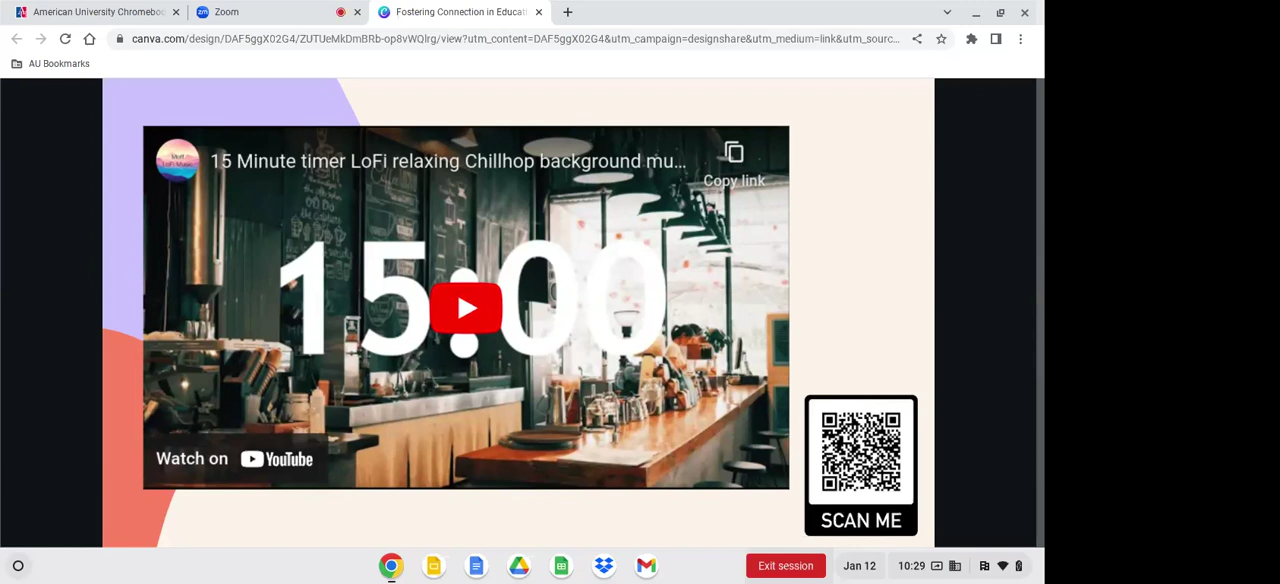 American University Chromeboo
Zoom
Fostering Connection in Educati
canva.com/design/DAF5ggX02G4/ZUTUeMkDmBRb-op8vWQlrg/view?utm_content=DAF5ggX02G4&utm_campaign=designshare&utm_medium=link&utm_sourc...
AU Bookmarks
15 Minute timer LoFi relaxing Chillhop background mu...
Copy link
15:00
Watch on YouTube
SCAN ME
Exit session
Jan 12
10:29